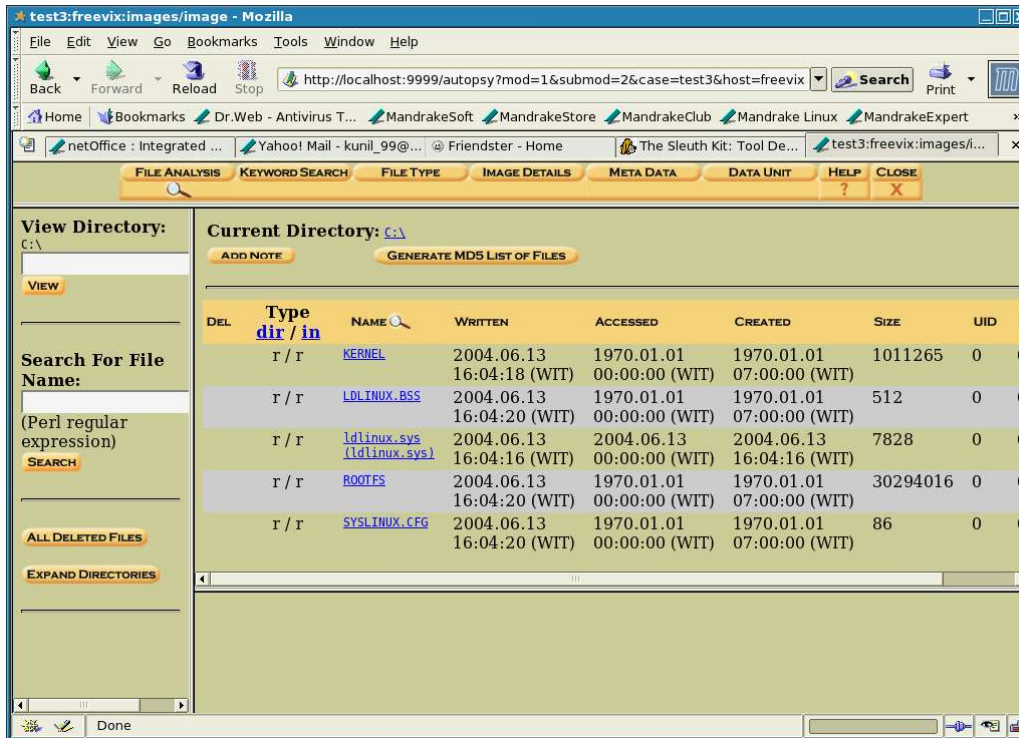 test3:freevix:images/image - Mozilla
File Edit View Go Bookmarks Tools Window Help
Back Forward Reload Stop http://localhost:9999/autopsy?mod=1&submod=2&case=test3&host=freevix Search Print
Home Bookmarks Dr.Web - Antivirus T... MandrakeSoft MandrakeStore MandrakeClub Mandrake Linux MandrakeExpert »
netOffice : Integrated ... Yahoo! Mail - kunil_99@... Friendster - Home The Sleuth Kit: Tool De... test3:freevix:images/i...
FILE ANALYSIS KEYWORD SEARCH FILE TYPE IMAGE DETAILS META DATA DATA UNIT HELP CLOSE
? X
View Directory:
C:\
VIEW
Search For File
Name:
(Perl regular
expression)
SEARCH
ALL DELETED FILES
EXPAND DIRECTORIES
Current Directory: C:\
ADD NOTE GENERATE MD5 LIST OF FILES
DEL Type NAME WRITTEN ACCESSED CREATED SIZE UID
dir / in
r / r KERNEL 2004.06.13 1970.01.01 1970.01.01 1011265 0
16:04:18 (WIT) 00:00:00 (WIT) 07:00:00 (WIT)
r / r LDLINUX.BSS 2004.06.13 1970.01.01 1970.01.01 512 0
16:04:20 (WIT) 00:00:00 (WIT) 07:00:00 (WIT)
r / r ldlinux.sys 2004.06.13 2004.06.13 2004.06.13 7828 0
(ldlinux.sys) 16:04:16 (WIT) 00:00:00 (WIT) 16:04:16 (WIT)
r / r ROOTFS 2004.06.13 1970.01.01 1970.01.01 30294016 0
16:04:20 (WIT) 00:00:00 (WIT) 07:00:00 (WIT)
r / r SYSLINUX.CFG 2004.06.13 1970.01.01 1970.01.01 86 0
16:04:20 (WIT) 00:00:00 (WIT) 07:00:00 (WIT)
Done